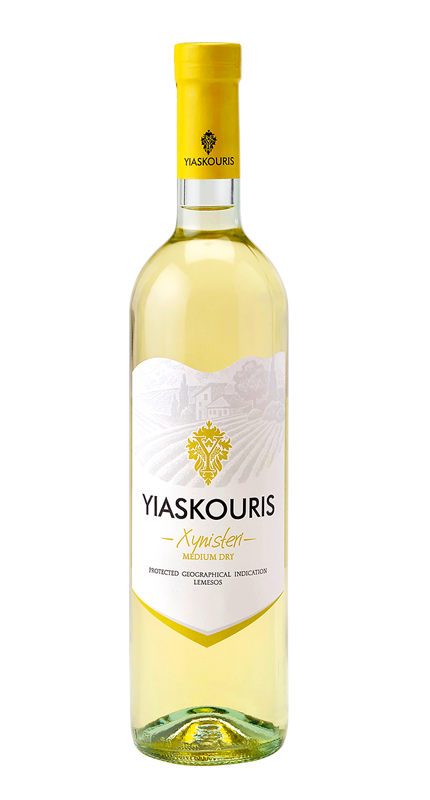 YIASKOURIS
YIASKOURIS
Xynisteri
MEDIUM DRY
PROTECTED GEOGRAPHICAL INDICATION
LEMESOS